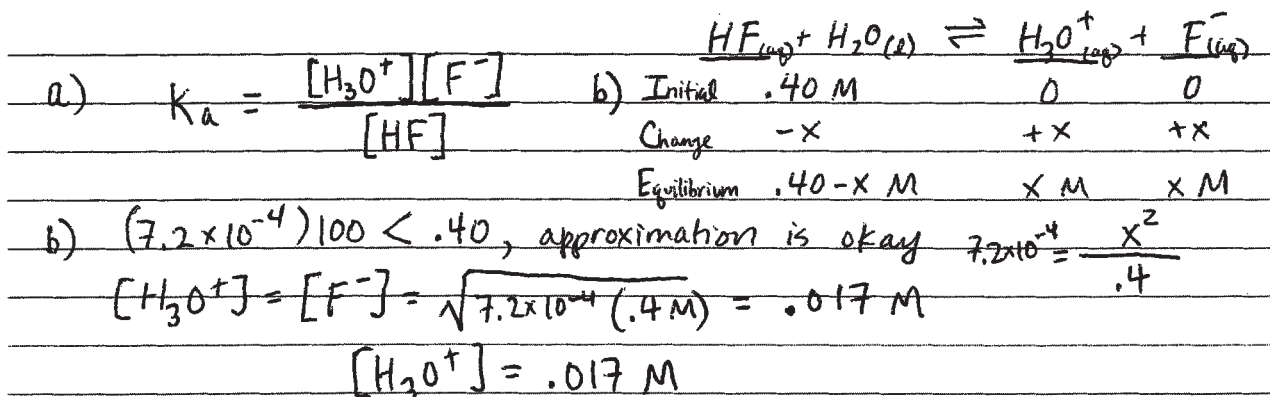 HF(aq) + H₂O(l) ⇌ H₃O⁺(aq) + F⁻(aq)
a) Ka = [H₃O⁺][F⁻] / [HF]
b) Initial .40 M 0 0
Change -x +x +x
Equilibrium .40-x M x M x M
b) (7.2×10⁻⁴)100 < .40, approximation is okay 7.2×10⁻⁴ = x² / .4
[H₃O⁺] = [F⁻] = √7.2×10⁻⁴ (.4 M) = .017 M
[H₃O⁺] = .017 M